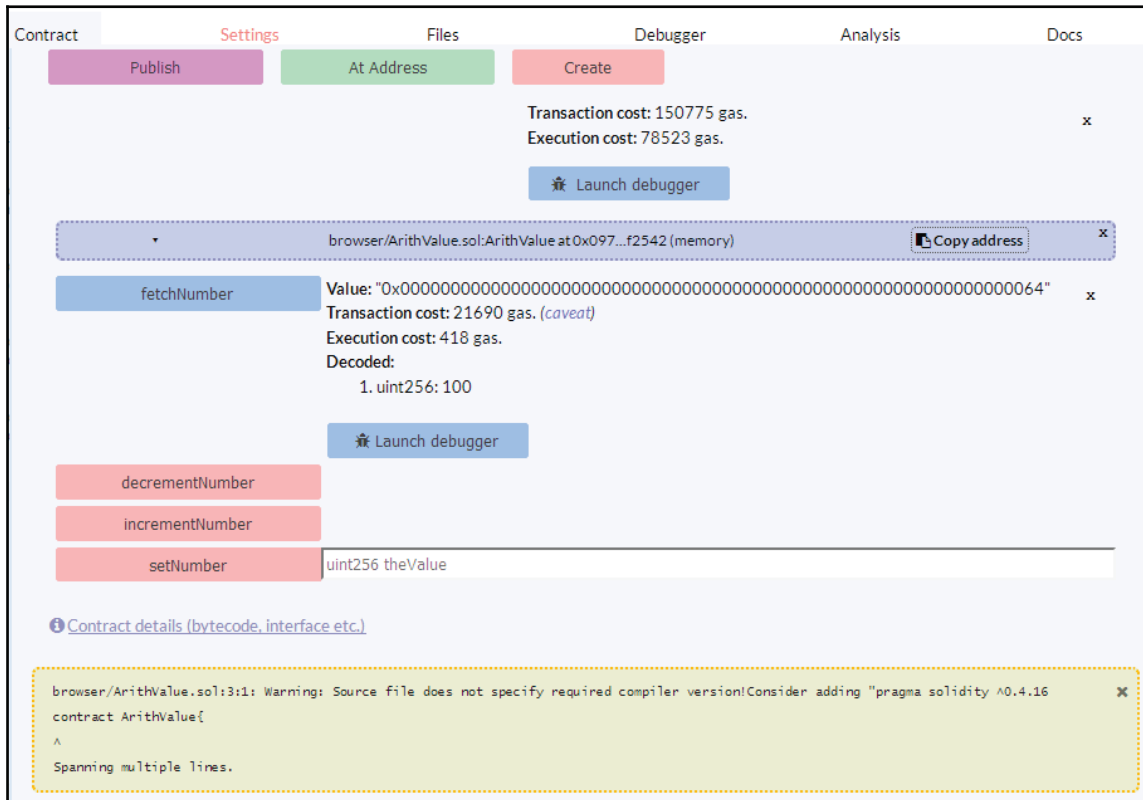 Contract Settings Files Debugger Analysis Docs
Publish At Address Create
Transaction cost: 150775 gas. x
Execution cost: 78523 gas.
Launch debugger
browser/ArithValue.sol:ArithValue at 0x097...f2542 (memory) Copy address x
fetchNumber Value: "0x0000000000000000000000000000000000000000000000000000000000000064" x
Transaction cost: 21690 gas. (caveat)
Execution cost: 418 gas.
Decoded:
1. uint256: 100
Launch debugger
decrementNumber
incrementNumber
setNumber uint256 theValue
Contract details (bytecode, interface etc.)
browser/ArithValue.sol:3:1: Warning: Source file does not specify required compiler version!Consider adding "pragma solidity ^0.4.16 ✖
contract ArithValue{
^
Spanning multiple lines.